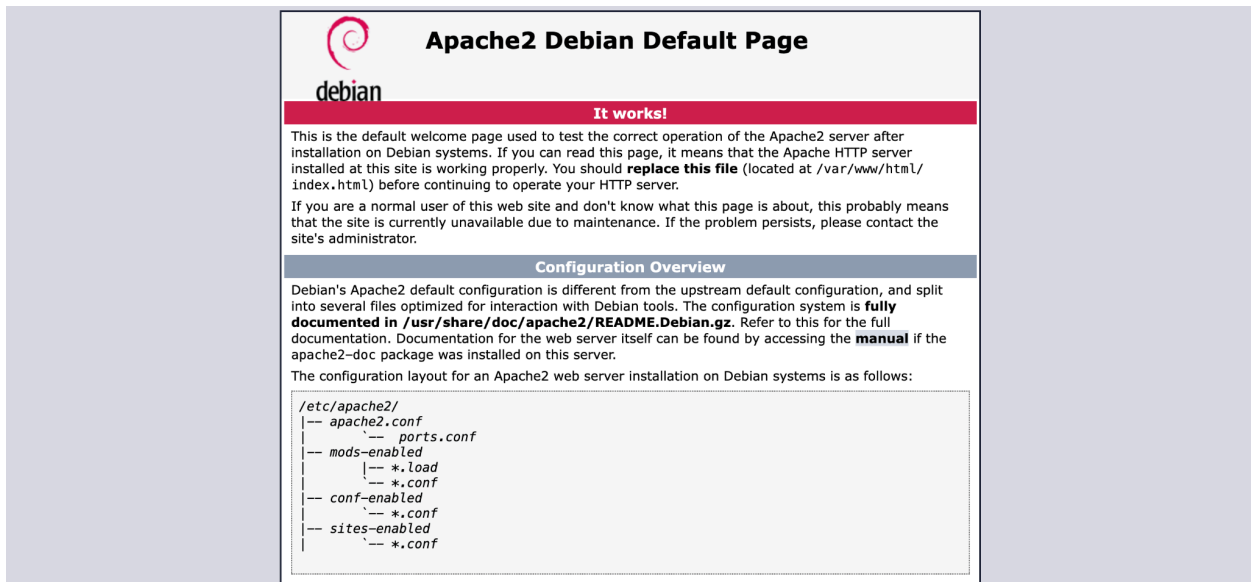 debian
Apache2 Debian Default Page
It works!
This is the default welcome page used to test the correct operation of the Apache2 server after
installation on Debian systems. If you can read this page, it means that the Apache HTTP server
installed at this site is working properly. You should replace this file (located at /var/www/html/
index.html) before continuing to operate your HTTP server.
If you are a normal user of this web site and don't know what this page is about, this probably means
that the site is currently unavailable due to maintenance. If the problem persists, please contact the
site's administrator.
Configuration Overview
Debian's Apache2 default configuration is different from the upstream default configuration, and split
into several files optimized for interaction with Debian tools. The configuration system is fully
documented in /usr/share/doc/apache2/README.Debian.gz. Refer to this for the full
documentation. Documentation for the web server itself can be found by accessing the manual if the
apache2-doc package was installed on this server.
The configuration layout for an Apache2 web server installation on Debian systems is as follows:
/etc/apache2/
|-- apache2.conf
|       `--  ports.conf
|-- mods-enabled
|       |-- *.load
|       `-- *.conf
|-- conf-enabled
|       `-- *.conf
|-- sites-enabled
|       `-- *.conf